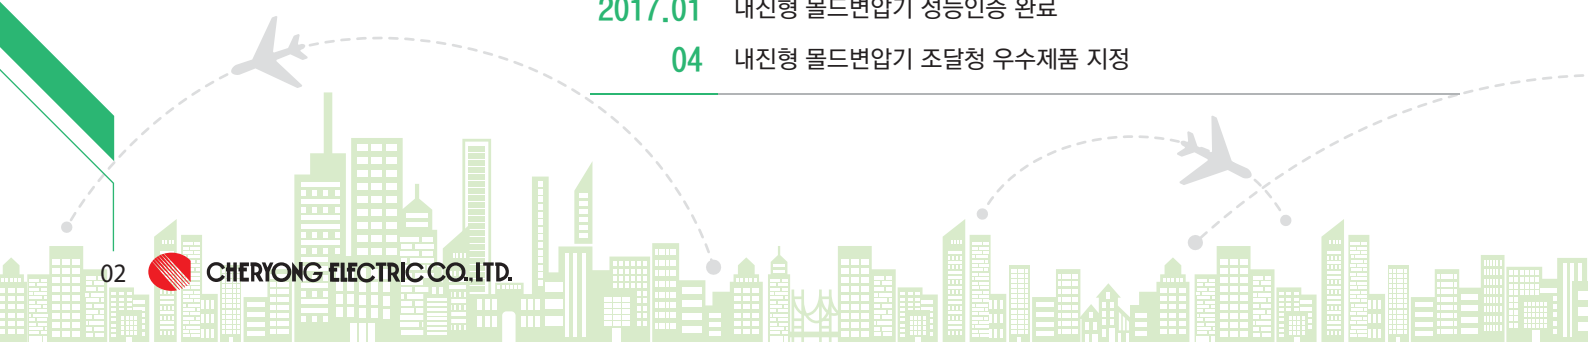 2017.01 내진형 몰드변압기 성능인증 완료
04 내진형 몰드변압기 조달청 우수제품 지정
02 CHERYONG ELECTRIC CO., LTD.